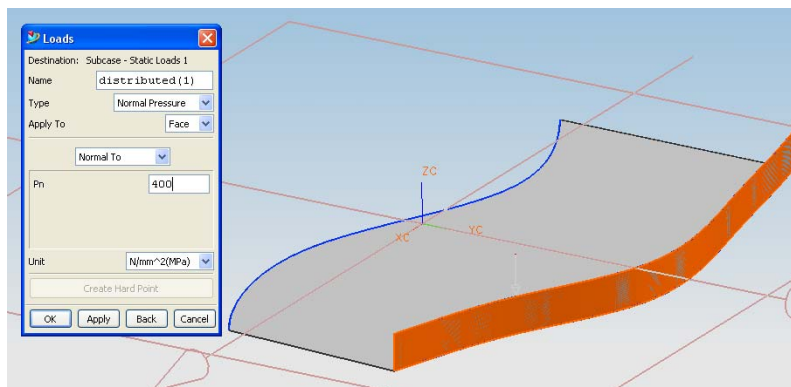 Loads
Destination: Subcase - Static Loads 1
Name distributed(1)
Type Normal Pressure
Apply To Face
Normal To
Pn 400
Unit N/mm^2(MPa)
Create Hard Point
OK Apply Back Cancel
ZC
XC YC